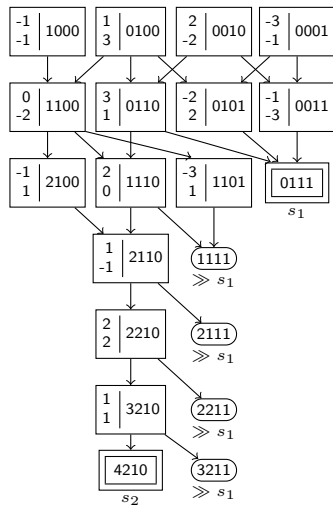 -1 -1 1000
1 3 0100
2 -2 0010
-3 -1 0001
0 -2 1100
3 1 0110
-2 2 0101
-1 -3 0011
-1 1 2100
2 0 1110
-3 1 1101
0111
s1
1 -1 2110
1111
≫ s1
2 2 2210
2111
≫ s1
1 1 3210
2211
≫ s1
4210
s2
3211
≫ s1